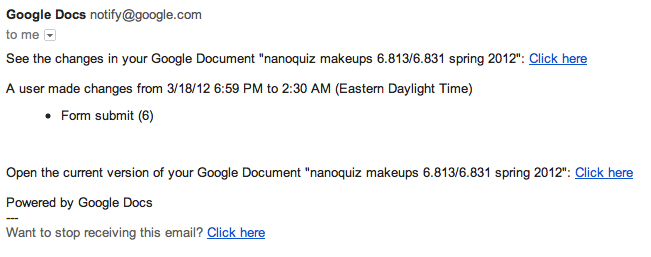 Google Docs notify@google.com
to me
See the changes in your Google Document "nanoquiz makeups 6.813/6.831 spring 2012": Click here
A user made changes from 3/18/12 6:59 PM to 2:30 AM (Eastern Daylight Time)
• Form submit (6)
Open the current version of your Google Document "nanoquiz makeups 6.813/6.831 spring 2012": Click here
Powered by Google Docs
---
Want to stop receiving this email? Click here